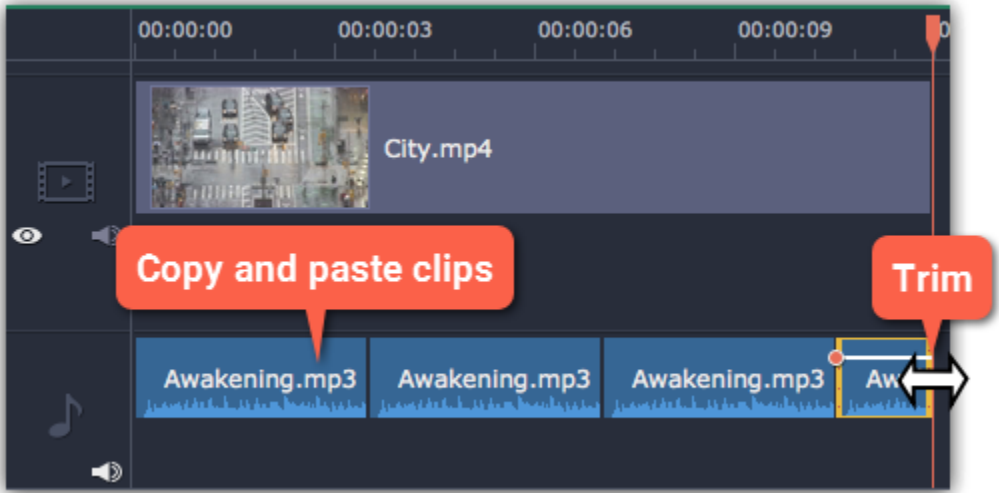 00:00:00 00:00:03 00:00:06 00:00:09
City.mp4
Copy and paste clips
Trim
Awakening.mp3 Awakening.mp3 Awakening.mp3